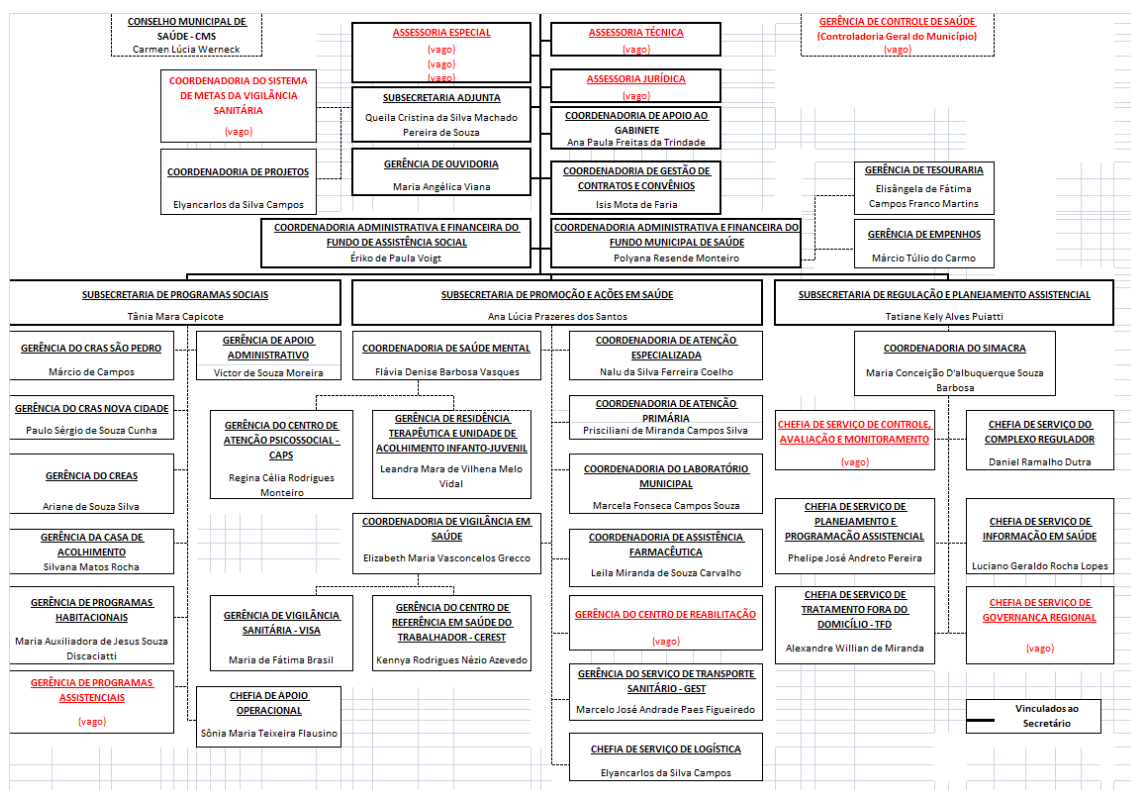 CONSELHO MUNICIPAL DE
SAÚDE - CMS
Carmen Lúcia Werneck
ASSESSORIA ESPECIAL
(vago)
(vago)
(vago)
ASSESSORIA TÉCNICA
(vago)
GERÊNCIA DE CONTROLE DE SAÚDE
(Controladoria Geral do Município)
(vago)
COORDENADORIA DO SISTEMA
DE METAS DA VIGILÂNCIA
SANITÁRIA
(vago)
ASSESSORIA JURÍDICA
(vago)
SUBSECRETARIA ADJUNTA
Queila Cristina da Silva Machado
Pereira de Souza
COORDENADORIA DE APOIO AO
GABINETE
Ana Paula Freitas da Trindade
COORDENADORIA DE PROJETOS
Elyancarlos da Silva Campos
GERÊNCIA DE OUVIDORIA
Maria Angélica Viana
COORDENADORIA DE GESTÃO DE
CONTRATOS E CONVÊNIOS
Isis Mota de Faria
GERÊNCIA DE TESOURARIA
Elisângela de Fátima
Campos Franco Martins
COORDENADORIA ADMINISTRATIVA E FINANCEIRA DO
FUNDO DE ASSISTÊNCIA SOCIAL
Ériko de Paula Voigt
COORDENADORIA ADMINISTRATIVA E FINANCEIRA DO
FUNDO MUNICIPAL DE SAÚDE
Polyana Resende Monteiro
GERÊNCIA DE EMPENHOS
Márcio Túlio do Carmo
SUBSECRETARIA DE PROGRAMAS SOCIAIS
Tânia Mara Capicote
SUBSECRETARIA DE PROMOÇÃO E AÇÕES EM SAÚDE
Ana Lúcia Prazeres dos Santos
SUBSECRETARIA DE REGULAÇÃO E PLANEJAMENTO ASSISTENCIAL
Tatiane Kely Alves Puiatti
GERÊNCIA DO CRAS SÃO PEDRO
Márcio de Campos
GERÊNCIA DE APOIO
ADMINISTRATIVO
Victor de Souza Moreira
COORDENADORIA DE SAÚDE MENTAL
Flávia Denise Barbosa Vasques
COORDENADORIA DE ATENÇÃO
ESPECIALIZADA
Nalu da Silva Ferreira Coelho
COORDENADORIA DO SIMACRA
Maria Conceição D'albuquerque Souza
Barbosa
GERÊNCIA DO CRAS NOVA CIDADE
Paulo Sérgio de Souza Cunha
GERÊNCIA DO CENTRO DE
ATENÇÃO PSICOSSOCIAL -
CAPS
Regina Célia Rodrigues
Monteiro
GERÊNCIA DE RESIDÊNCIA
TERAPÊUTICA E UNIDADE DE
ACOLHIMENTO INFANTO-JUVENIL
Leandra Mara de Vilhena Melo
Vidal
COORDENADORIA DE ATENÇÃO
PRIMÁRIA
Prisciliani de Miranda Campos Silva
CHEFIA DE SERVIÇO DE CONTROLE,
AVALIAÇÃO E MONITORAMENTO
(vago)
CHEFIA DE SERVIÇO DO
COMPLEXO REGULADOR
Daniel Ramalho Dutra
GERÊNCIA DO CREAS
Ariane de Souza Silva
COORDENADORIA DO LABORATÓRIO
MUNICIPAL
Marcela Fonseca Campos Souza
GERÊNCIA DA CASA DE
ACOLHIMENTO
Silvana Matos Rocha
COORDENADORIA DE VIGILÂNCIA EM
SAÚDE
Elizabeth Maria Vasconcelos Grecco
COORDENADORIA DE ASSISTÊNCIA
FARMACÊUTICA
Leila Miranda de Souza Carvalho
CHEFIA DE SERVIÇO DE
PLANEJAMENTO E
PROGRAMAÇÃO ASSISTENCIAL
Phelipe José Andreto Pereira
CHEFIA DE SERVIÇO DE
INFORMAÇÃO EM SAÚDE
Luciano Geraldo Rocha Lopes
GERÊNCIA DE PROGRAMAS
HABITACIONAIS
Maria Auxiliadora de Jesus Souza
Discaciatti
GERÊNCIA DE VIGILÂNCIA
SANITÁRIA - VISA
Maria de Fátima Brasil
GERÊNCIA DO CENTRO DE
REFERÊNCIA EM SAÚDE DO
TRABALHADOR - CEREST
Kennya Rodrigues Nézio Azevedo
GERÊNCIA DO CENTRO DE REABILITAÇÃO
(vago)
CHEFIA DE SERVIÇO DE
TRATAMENTO FORA DO
DOMICÍLIO - TFD
Alexandre Willian de Miranda
CHEFIA DE SERVIÇO DE
GOVERNANÇA REGIONAL
(vago)
GERÊNCIA DE PROGRAMAS
ASSISTENCIAIS
(vago)
CHEFIA DE APOIO
OPERACIONAL
Sônia Maria Teixeira Flausino
GERÊNCIA DO SERVIÇO DE TRANSPORTE
SANITÁRIO - GEST
Marcelo José Andrade Paes Figueiredo
Vinculados ao
Secretário
CHEFIA DE SERVIÇO DE LOGÍSTICA
Elyancarlos da Silva Campos